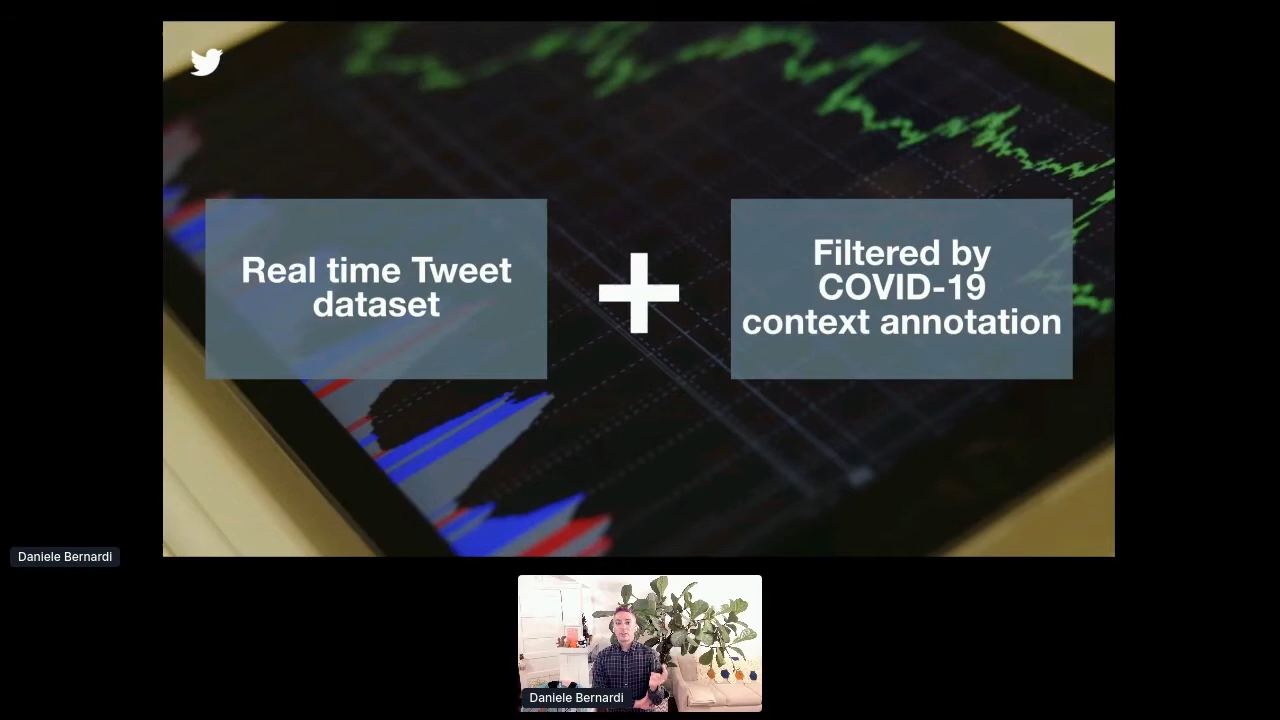 Real time Tweet
dataset
Filtered by
COVID-19
context annotation
Daniele Bernardi
Daniele Bernardi